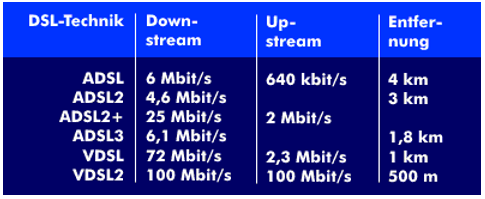 DSL-Technik Down-stream Up-stream Entfer-nung
ADSL 6 Mbit/s 640 kbit/s 4 km
ADSL2 4,6 Mbit/s 3 km
ADSL2+ 25 Mbit/s 2 Mbit/s
ADSL3 6,1 Mbit/s 1,8 km
VDSL 72 Mbit/s 2,3 Mbit/s 1 km
VDSL2 100 Mbit/s 100 Mbit/s 500 m